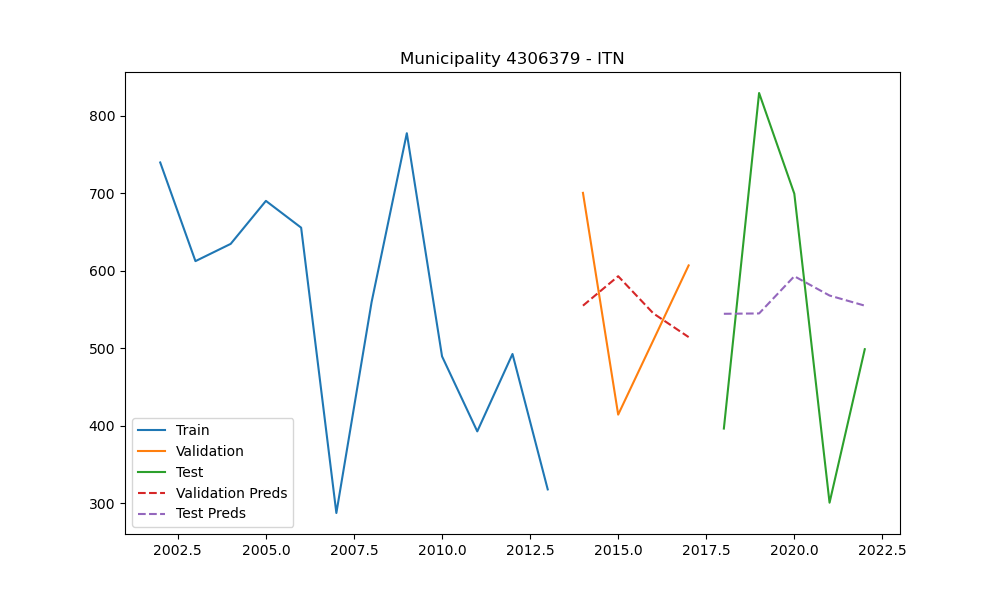 Municipality 4306379 - ITN
800
700
600
500
400
300
Train
Validation
Test
Validation Preds
Test Preds
2002.5 2005.0 2007.5 2010.0 2012.5 2015.0 2017.5 2020.0 2022.5